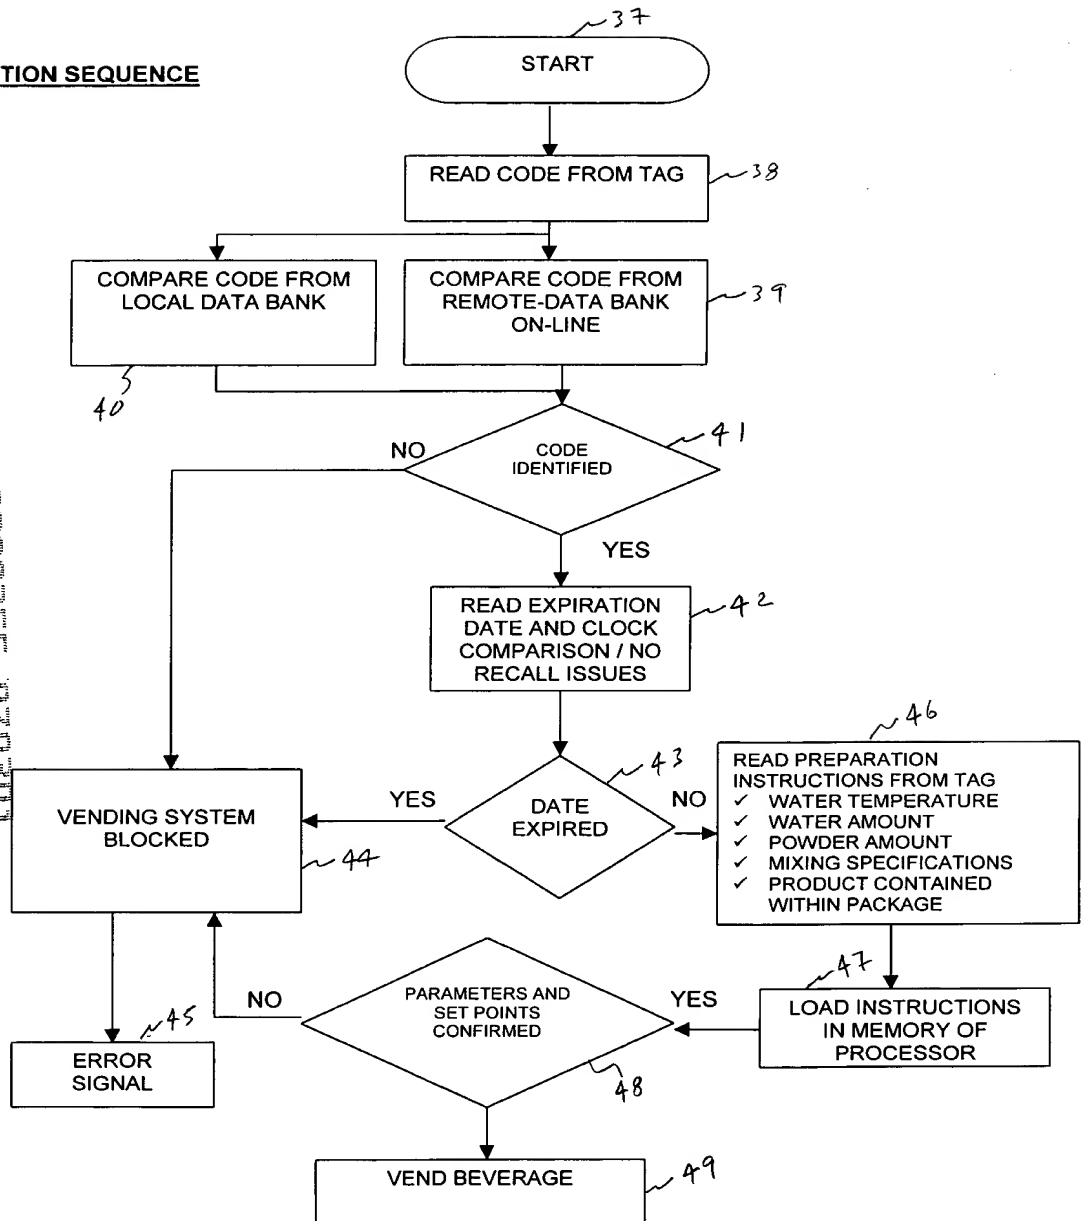 TION SEQUENCE
37
START
READ CODE FROM TAG
38
COMPARE CODE FROM
LOCAL DATA BANK
40
COMPARE CODE FROM
REMOTE-DATA BANK
ON-LINE
39
CODE
IDENTIFIED
41
NO
YES
READ EXPIRATION
DATE AND CLOCK
COMPARISON / NO
RECALL ISSUES
42
DATE
EXPIRED
43
YES
NO
VENDING SYSTEM
BLOCKED
44
46
READ PREPARATION
INSTRUCTIONS FROM TAG
✓ WATER TEMPERATURE
✓ WATER AMOUNT
✓ POWDER AMOUNT
✓ MIXING SPECIFICATIONS
✓ PRODUCT CONTAINED
WITHIN PACKAGE
47
LOAD INSTRUCTIONS
IN MEMORY OF
PROCESSOR
YES
PARAMETERS AND
SET POINTS
CONFIRMED
48
NO
45
ERROR
SIGNAL
VEND BEVERAGE
49